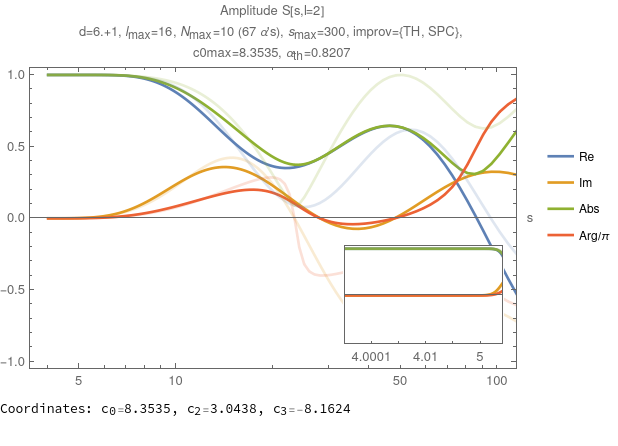 Amplitude S[s,l=2]
d=6.+1, lmax=16, Nmax=10 (67 α's), smax=300, improv={TH, SPC},
c0max=8.3535, αth=0.8207
1.0
0.5
0.0
-0.5
-1.0
s
Re
Im
Abs
Arg/π
4.0001 4.01 5
5 10 50 100
Coordinates: c0=8.3535, c2=3.0438, c3=-8.1624